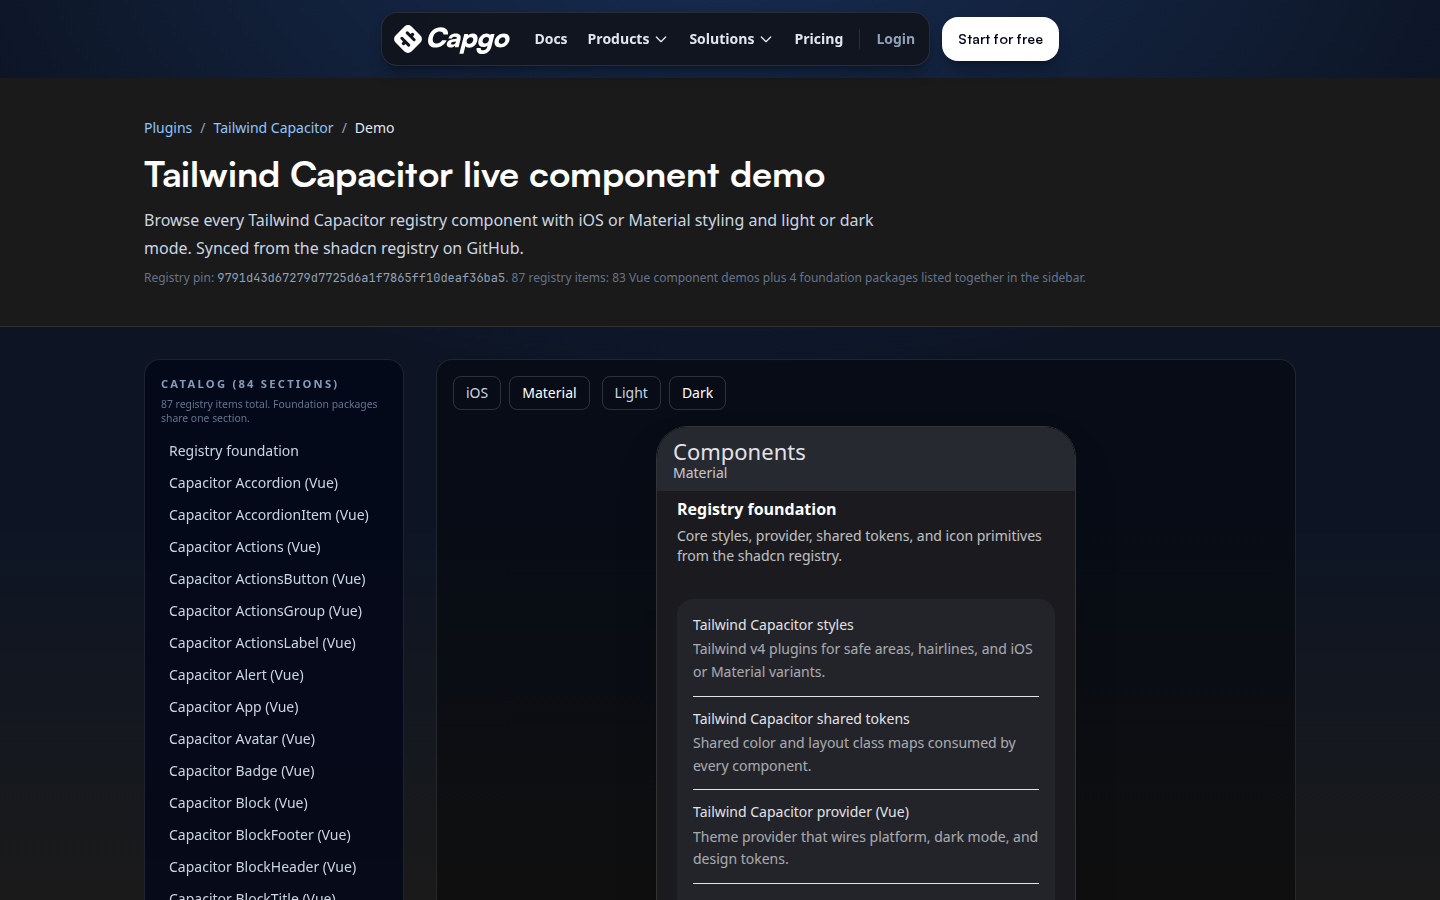 Capgo
Docs
Products
Solutions
Pricing
Login
Start for free
Plugins / Tailwind Capacitor / Demo
Tailwind Capacitor live component demo
Browse every Tailwind Capacitor registry component with iOS or Material styling and light or dark
mode. Synced from the shadcn registry on GitHub.
Registry pin: 9791d43d67279d7725d6a1f7865ff10deaf36ba5. 87 registry items: 83 Vue component demos plus 4 foundation packages listed together in the sidebar.
CATALOG (84 SECTIONS)
87 registry items total. Foundation packages
share one section.
Registry foundation
Capacitor Accordion (Vue)
Capacitor AccordionItem (Vue)
Capacitor Actions (Vue)
Capacitor ActionsButton (Vue)
Capacitor ActionsGroup (Vue)
Capacitor ActionsLabel (Vue)
Capacitor Alert (Vue)
Capacitor App (Vue)
Capacitor Avatar (Vue)
Capacitor Badge (Vue)
Capacitor Block (Vue)
Capacitor BlockFooter (Vue)
Capacitor BlockHeader (Vue)
Capacitor BlockTitle (Vue)
iOS
Material
Light
Dark
Components
Material
Registry foundation
Core styles, provider, shared tokens, and icon primitives
from the shadcn registry.
Tailwind Capacitor styles
Tailwind v4 plugins for safe areas, hairlines, and iOS
or Material variants.
Tailwind Capacitor shared tokens
Shared color and layout class maps consumed by
every component.
Tailwind Capacitor provider (Vue)
Theme provider that wires platform, dark mode, and
design tokens.